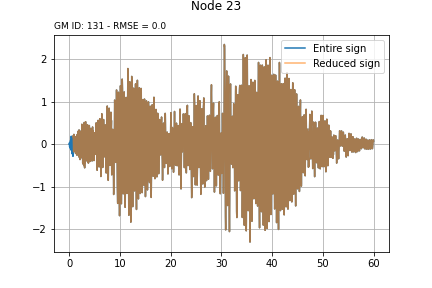 Node 23
GM ID: 131 - RMSE = 0.0
Entire sign
Reduced sign
2
1
0
−1
−2
0 10 20 30 40 50 60